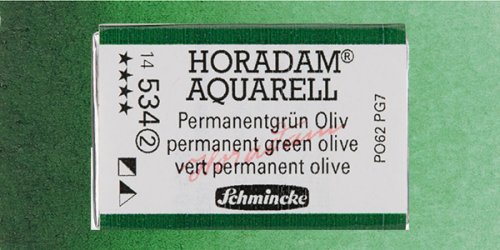 HORADAM®
AQUARELL
Permanentgrün Oliv
permanent green olive
vert permanent olive
Schmincke
14 534 2
★★★★
PO62 PG7